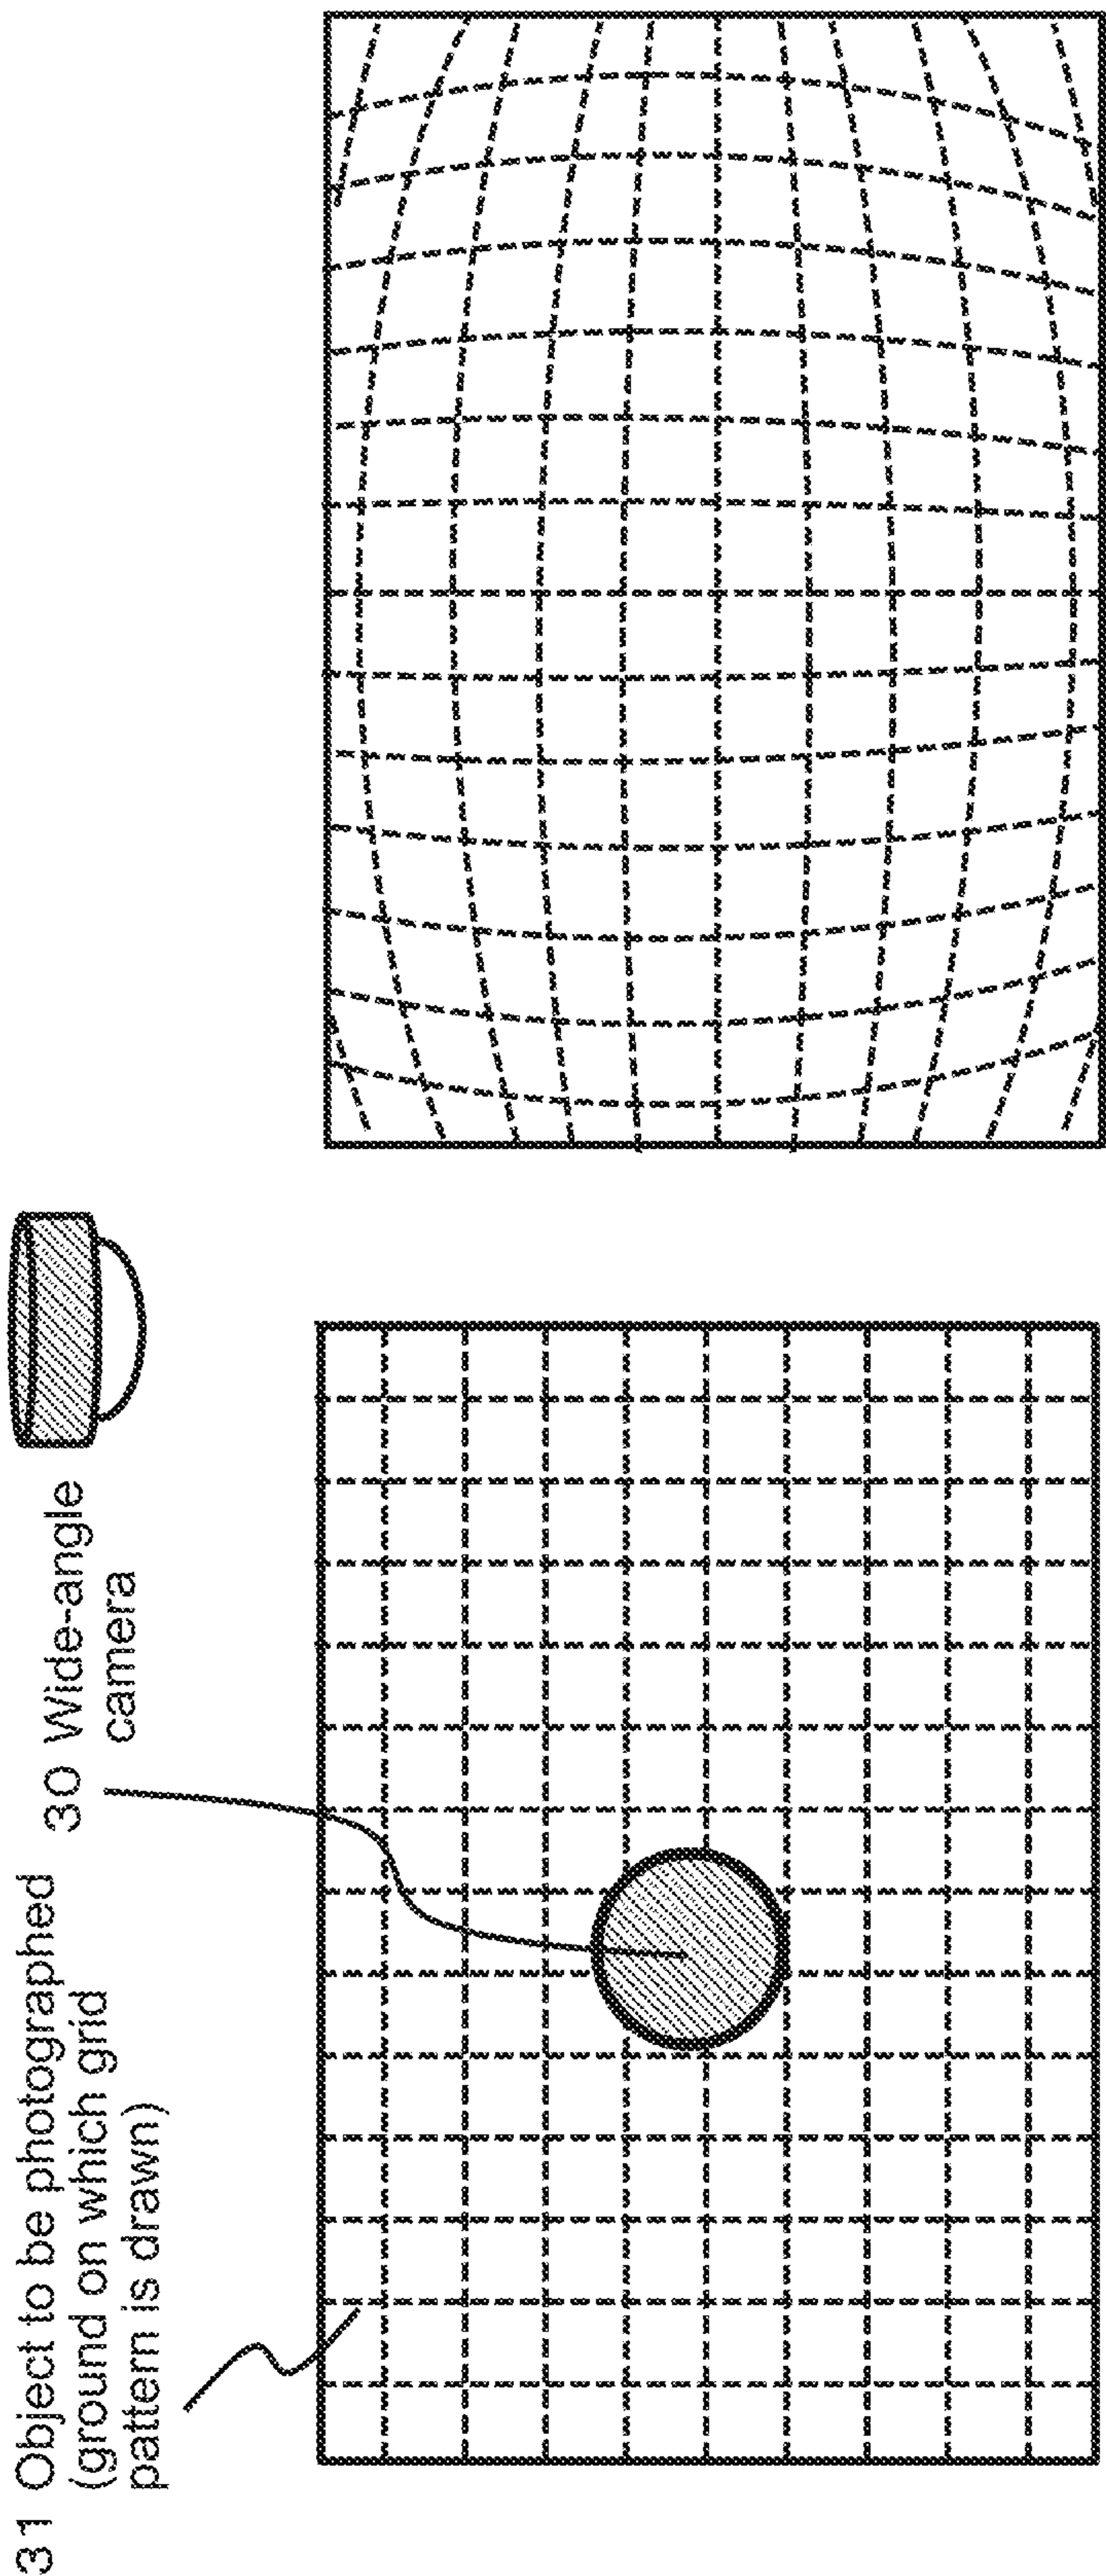 31 Object to be photographed
(ground on which grid
pattern is drawn)
30 Wide-angle
camera